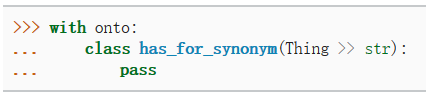 >>> with onto:
...     class has_for_synonym(Thing >> str):
...         pass